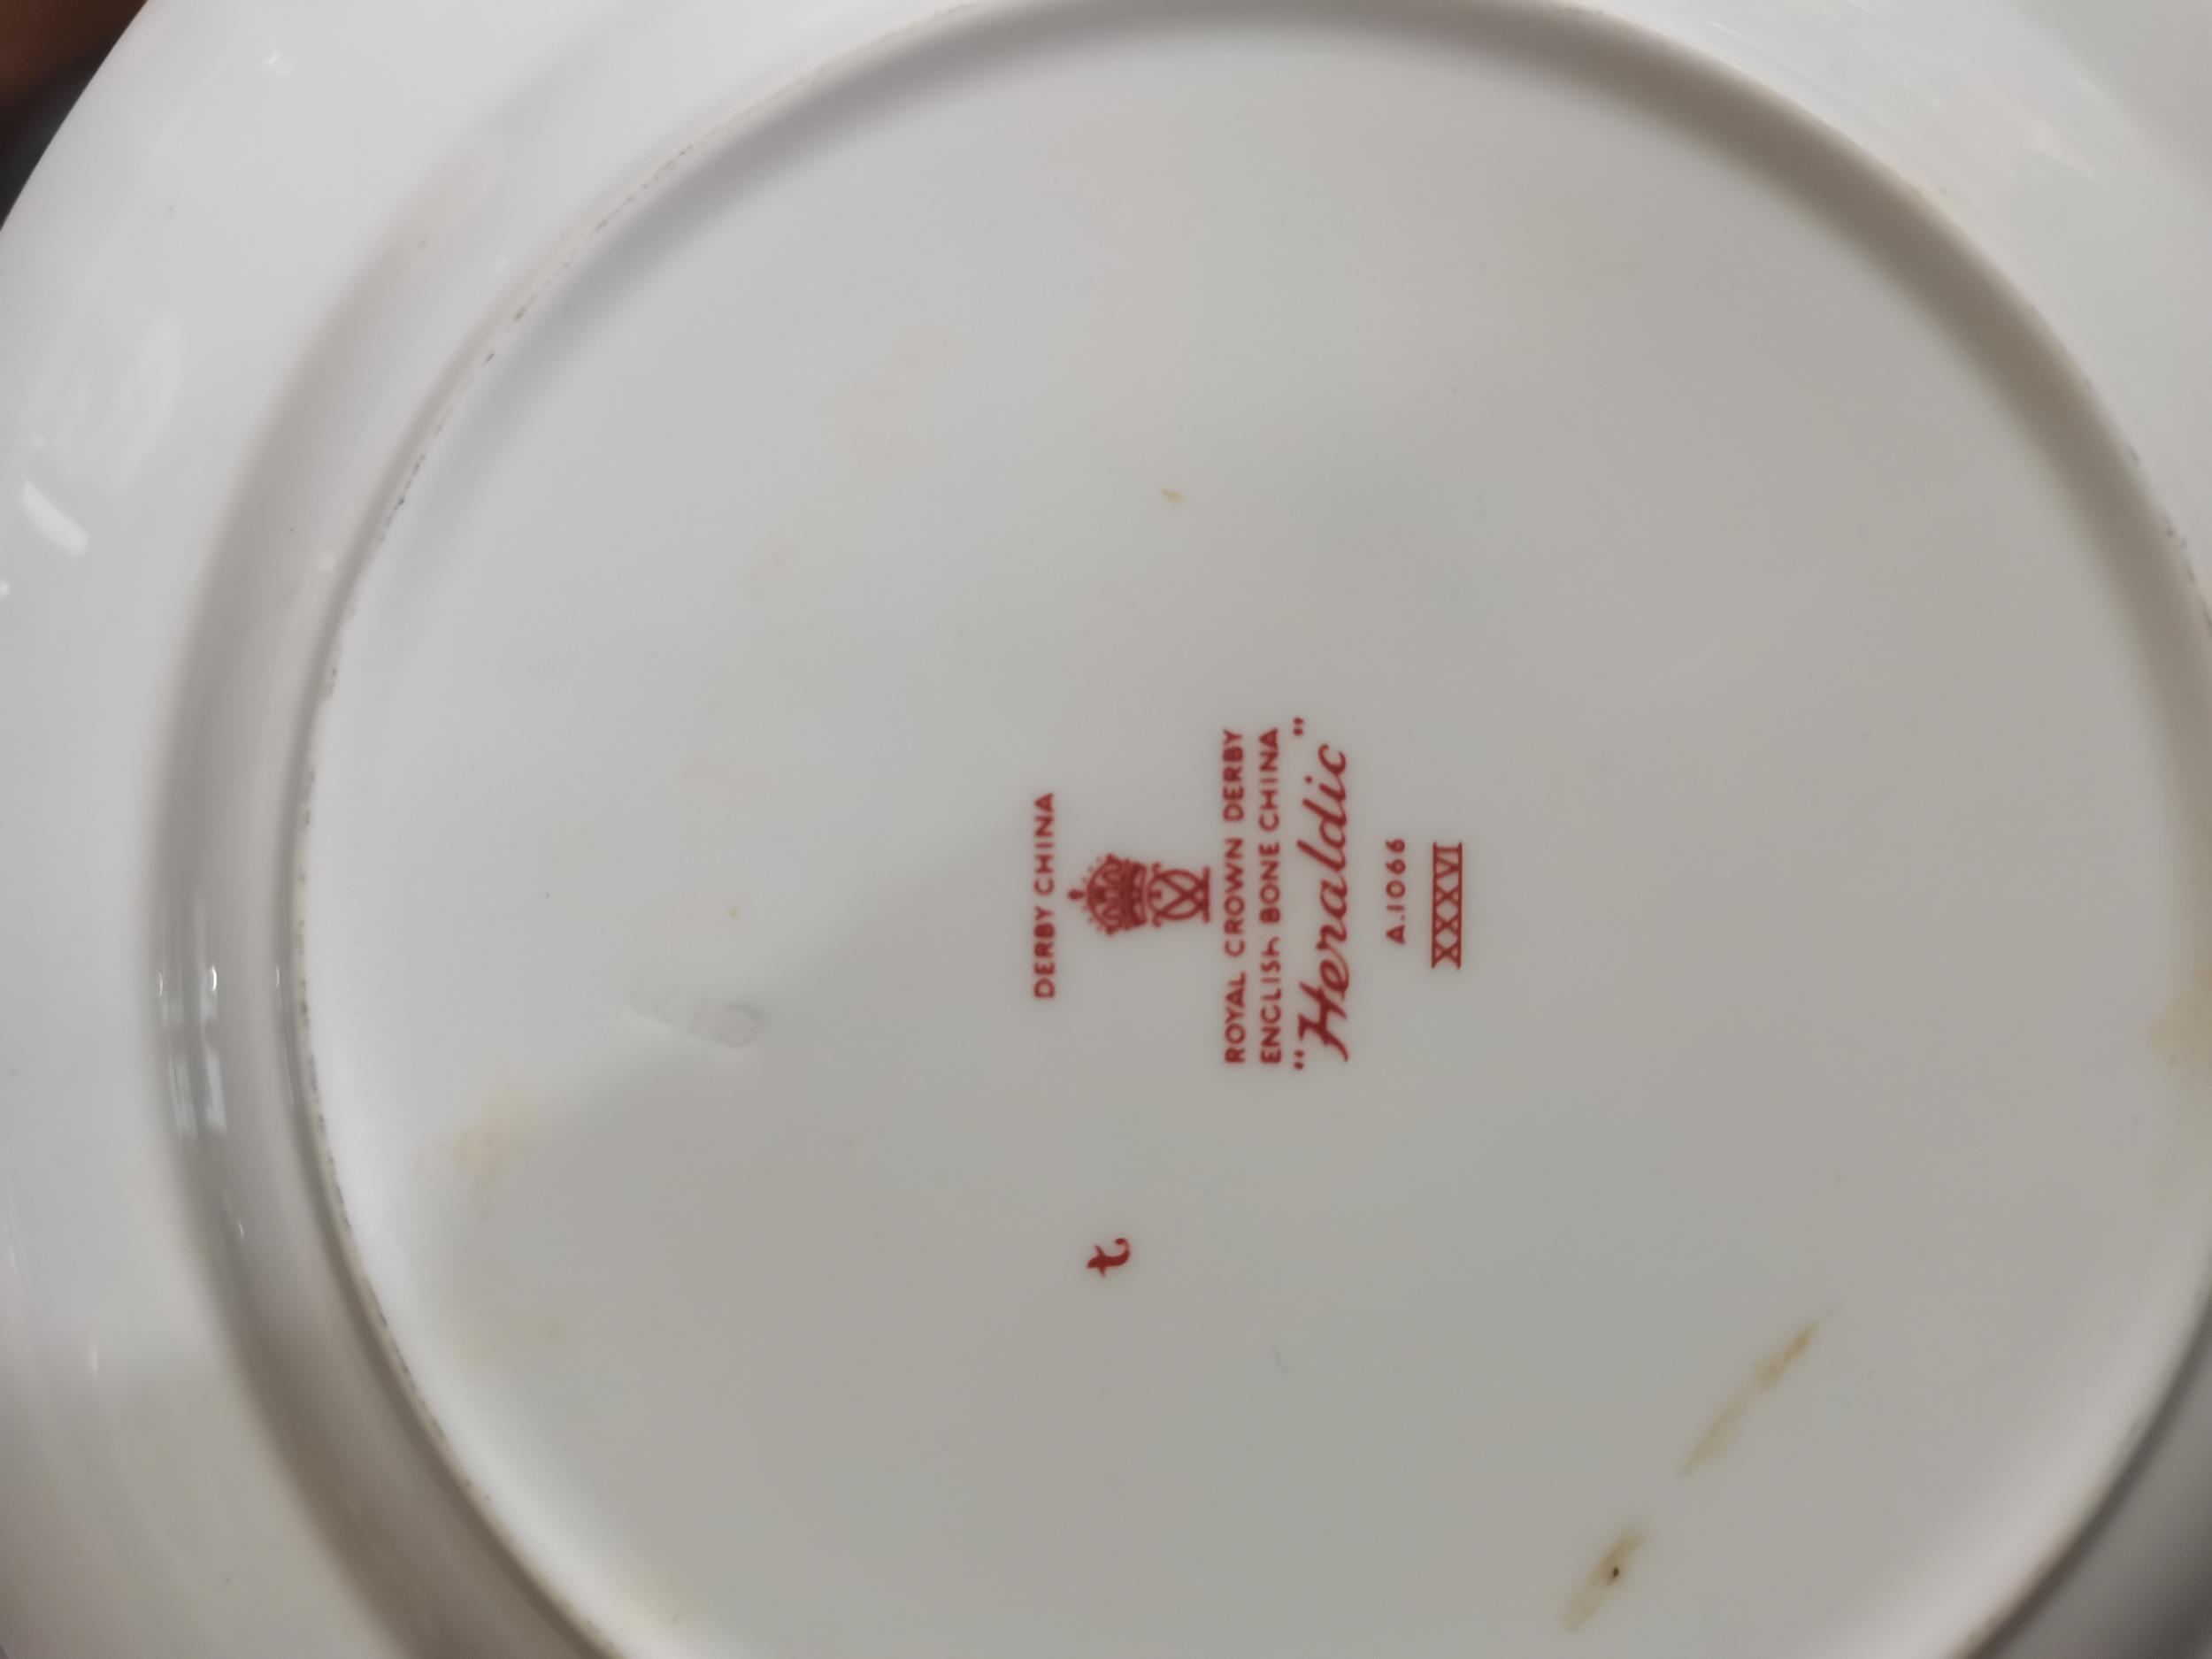 DERBY CHINA
ROYAL CROWN DERBY
ENGLISH BONE CHINA
"Heraldic"
A.1066
XXXVI
t